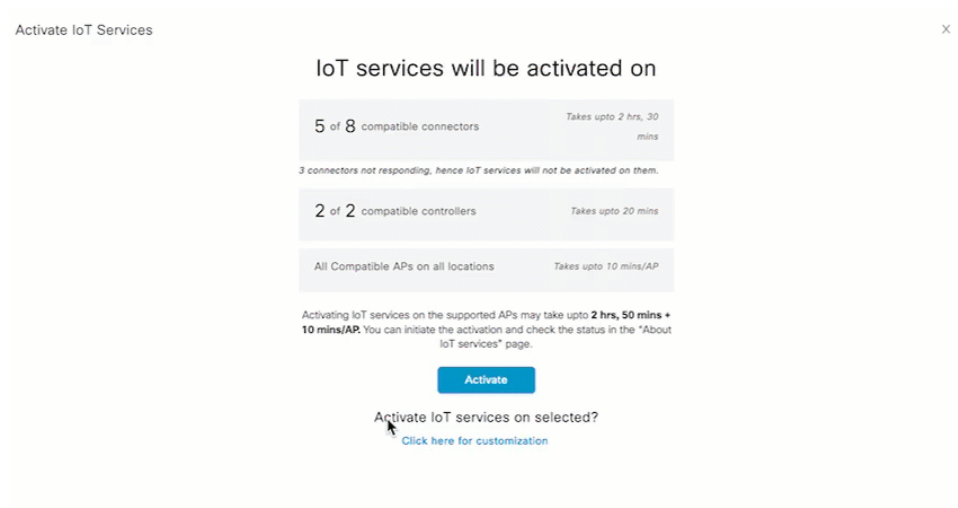 Activate IoT Services
X
IoT services will be activated on
5 of 8 compatible connectors
Takes upto 2 hrs, 30
mins
3 connectors not responding, hence IoT services will not be activated on them.
2 of 2 compatible controllers
Takes upto 20 mins
All Compatible APs on all locations
Takes upto 10 mins/AP
Activating IoT services on the supported APs may take upto 2 hrs, 50 mins +
10 mins/AP. You can initiate the activation and check the status in the "About
IoT services" page.
Activate
Activate IoT services on selected?
Click here for customization